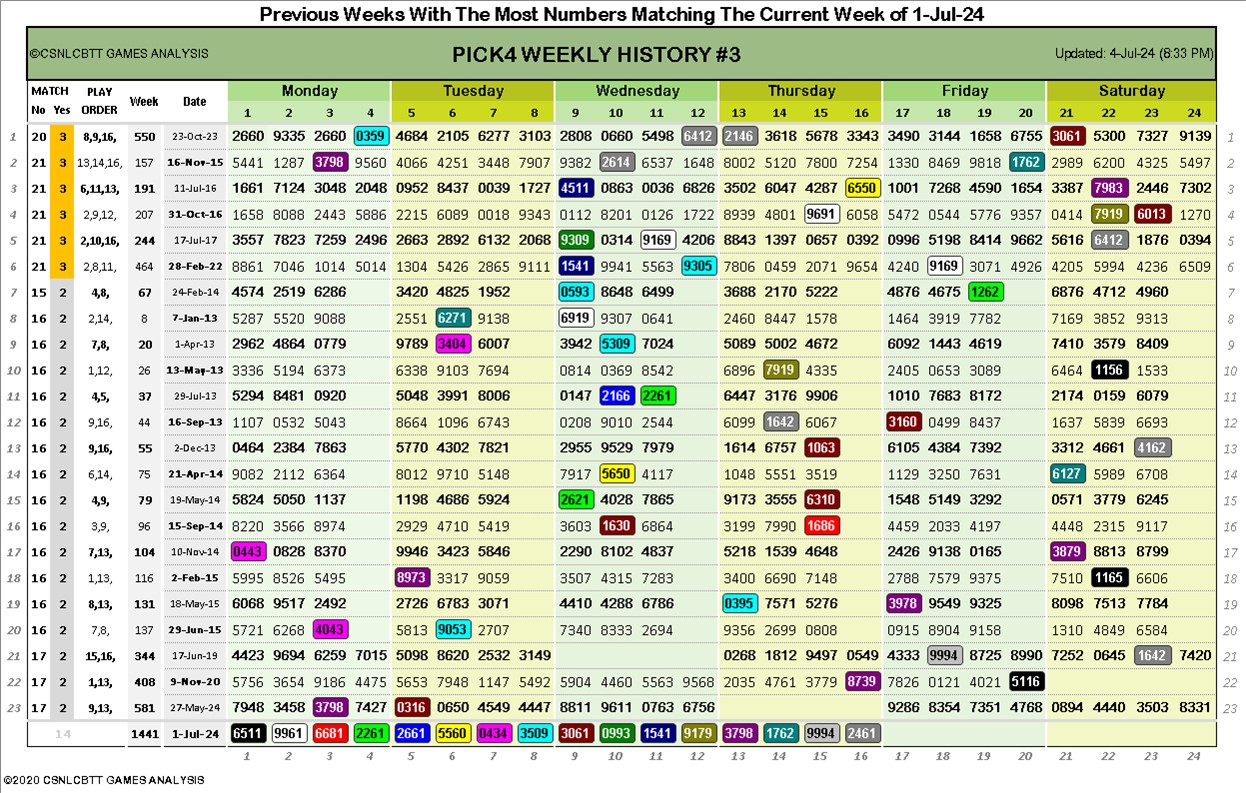 Previous Weeks With The Most Numbers Matching The Current Week of 1-Jul-24
©CSNLCBTT GAMES ANALYSIS PICK4 WEEKLY HISTORY #3 Updated: 4-Jul-24 (8:33 PM)
MATCH PLAY Week Date Monday Tuesday Wednesday Thursday Friday Saturday
No Yes ORDER 1 2 3 4 5 6 7 8 9 10 11 12 13 14 15 16 17 18 19 20 21 22 23 24
1 20 3 8,9,16, 550 23-Oct-23 2660 9335 2660 0359 4684 2105 6277 3103 2808 0660 5498 6412 2146 3618 5678 3343 3490 3144 1658 6755 3061 5300 7327 9139 1
2 21 3 13,14,16, 157 16-Nov-15 5441 1287 3798 9560 4066 4251 3448 7907 9382 2614 6537 1648 8002 5120 7800 7254 1330 8469 9818 1762 2989 6200 4325 5497 2
3 21 3 6,11,13, 191 11-Jul-16 1661 7124 3048 2048 0952 8437 0039 1727 4511 0863 0036 6826 3502 6047 4287 6550 1001 7268 4590 1654 3387 7983 2446 7302 3
4 21 3 2,9,12, 207 31-Oct-16 1658 8088 2443 5886 2215 6089 0018 9343 0112 8201 0126 1722 8939 4801 9691 6058 5472 0544 5776 9357 0414 7919 6013 1270 4
5 21 3 2,10,16, 244 17-Jul-17 3557 7823 7259 2496 2663 2892 6132 2068 9309 0314 9169 4206 8843 1397 0657 0392 0996 5198 8414 9662 5616 6412 1876 0394 5
6 21 3 2,8,11, 464 28-Feb-22 8861 7046 1014 5014 1304 5426 2865 9111 1541 9941 5563 9305 7806 0459 2071 9654 4240 9169 3071 4926 4205 5994 4236 6509 6
7 15 2 4,8, 67 24-Feb-14 4574 2519 6286 3420 4825 1952 0593 8648 6499 3688 2170 5222 4876 4675 1262 6876 4712 4960 7
8 16 2 2,14, 8 7-Jan-13 5287 5520 9088 2551 6271 9138 6919 9307 0641 2460 8447 1578 1464 3919 7782 7169 3852 9313 8
9 16 2 7,8, 20 1-Apr-13 2962 4864 0779 9789 3404 6007 3942 5309 7024 5089 5002 4672 6092 1443 4619 7410 3579 8409 9
10 16 2 1,12, 26 13-May-13 3336 5194 6373 6338 9103 7694 0814 0369 8542 6896 7919 4335 2405 0653 3089 6464 1156 1533 10
11 16 2 4,5, 37 29-Jul-13 5294 8481 0920 5048 3991 8006 0147 2166 2261 6447 3176 9906 1010 7683 8172 2174 0159 6079 11
12 16 2 9,16, 44 16-Sep-13 1107 0532 5043 8664 1096 6743 0208 9010 2544 6099 1642 6067 3160 0499 8437 1637 5839 6693 12
13 16 2 9,16, 55 2-Dec-13 0464 2384 7863 5770 4302 7821 2955 9529 7979 1614 6757 1063 6105 4384 7392 3312 4661 4162 13
14 16 2 6,14, 75 21-Apr-14 9082 2112 6364 8012 9710 5148 7917 5650 4117 1048 5551 3519 1129 3250 7631 6127 5989 6708 14
15 16 2 4,9, 79 19-May-14 5824 5050 1137 1198 4686 5924 2621 4028 7865 9173 3555 6310 1548 5149 3292 0571 3779 6245 15
16 16 2 3,9, 96 15-Sep-14 8220 3566 8974 2929 4710 5419 3603 1630 6864 3199 7990 1686 4459 2033 4197 4448 2315 9117 16
17 16 2 7,13, 104 10-Nov-14 0443 0828 8370 9946 3423 5846 2290 8102 4837 5218 1539 4648 2426 9138 0165 3879 8813 8799 17
18 16 2 1,13, 116 2-Feb-15 5995 8526 5495 8973 3317 9059 3507 4315 7283 3400 6690 7148 2788 7579 9375 7510 1165 6606 18
19 16 2 8,13, 131 18-May-15 6068 9517 2492 2726 6783 3071 4410 4288 6786 0395 7571 5276 3978 9549 9325 8098 7513 7784 19
20 16 2 7,8, 137 29-Jun-15 5721 6268 4043 5813 9053 2707 7340 8333 2694 9356 2699 0808 0915 8904 9158 1310 4849 6584 20
21 17 2 15,16, 344 17-Jun-19 4423 9694 6259 7015 5098 8620 2532 3149 0268 1812 9497 0549 4333 9994 8725 8990 7252 0645 1642 7420 21
22 17 2 1,13, 408 9-Nov-20 5756 3654 9186 4475 5653 7948 1147 5492 5904 4460 5563 9568 2035 4761 3779 8739 7826 0121 4021 5116 22
23 17 2 9,13, 581 27-May-24 7948 3458 3798 7427 0316 0650 4549 4447 8811 9611 0763 6756 9286 8354 7351 4768 0894 4440 3503 8331 23
14 1441 1-Jul-24 6511 9961 6681 2261 2661 5560 0434 3509 3061 0993 1541 9179 3798 1762 9994 2461
1 2 3 4 5 6 7 8 9 10 11 12 13 14 15 16 17 18 19 20 21 22 23 24
©2020 CSNLCBTT GAMES ANALYSIS